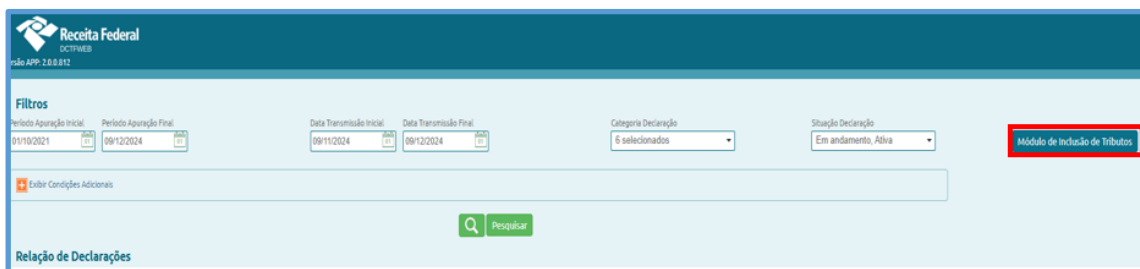 Receita Federal
DCTFWEB
rsão APP: 2.0.0.812
Filtros
Período Apuração Inicial Período Apuração Final Data Transmissão Inicial Data Transmissão Final Categoria Declaração Situação Declaração
01/10/2021 09/12/2024 09/11/2024 09/12/2024 6 selecionados Em andamento, Ativa
Módulo de Inclusão de Tributos
Exibir Condições Adicionais
Pesquisar
Relação de Declarações